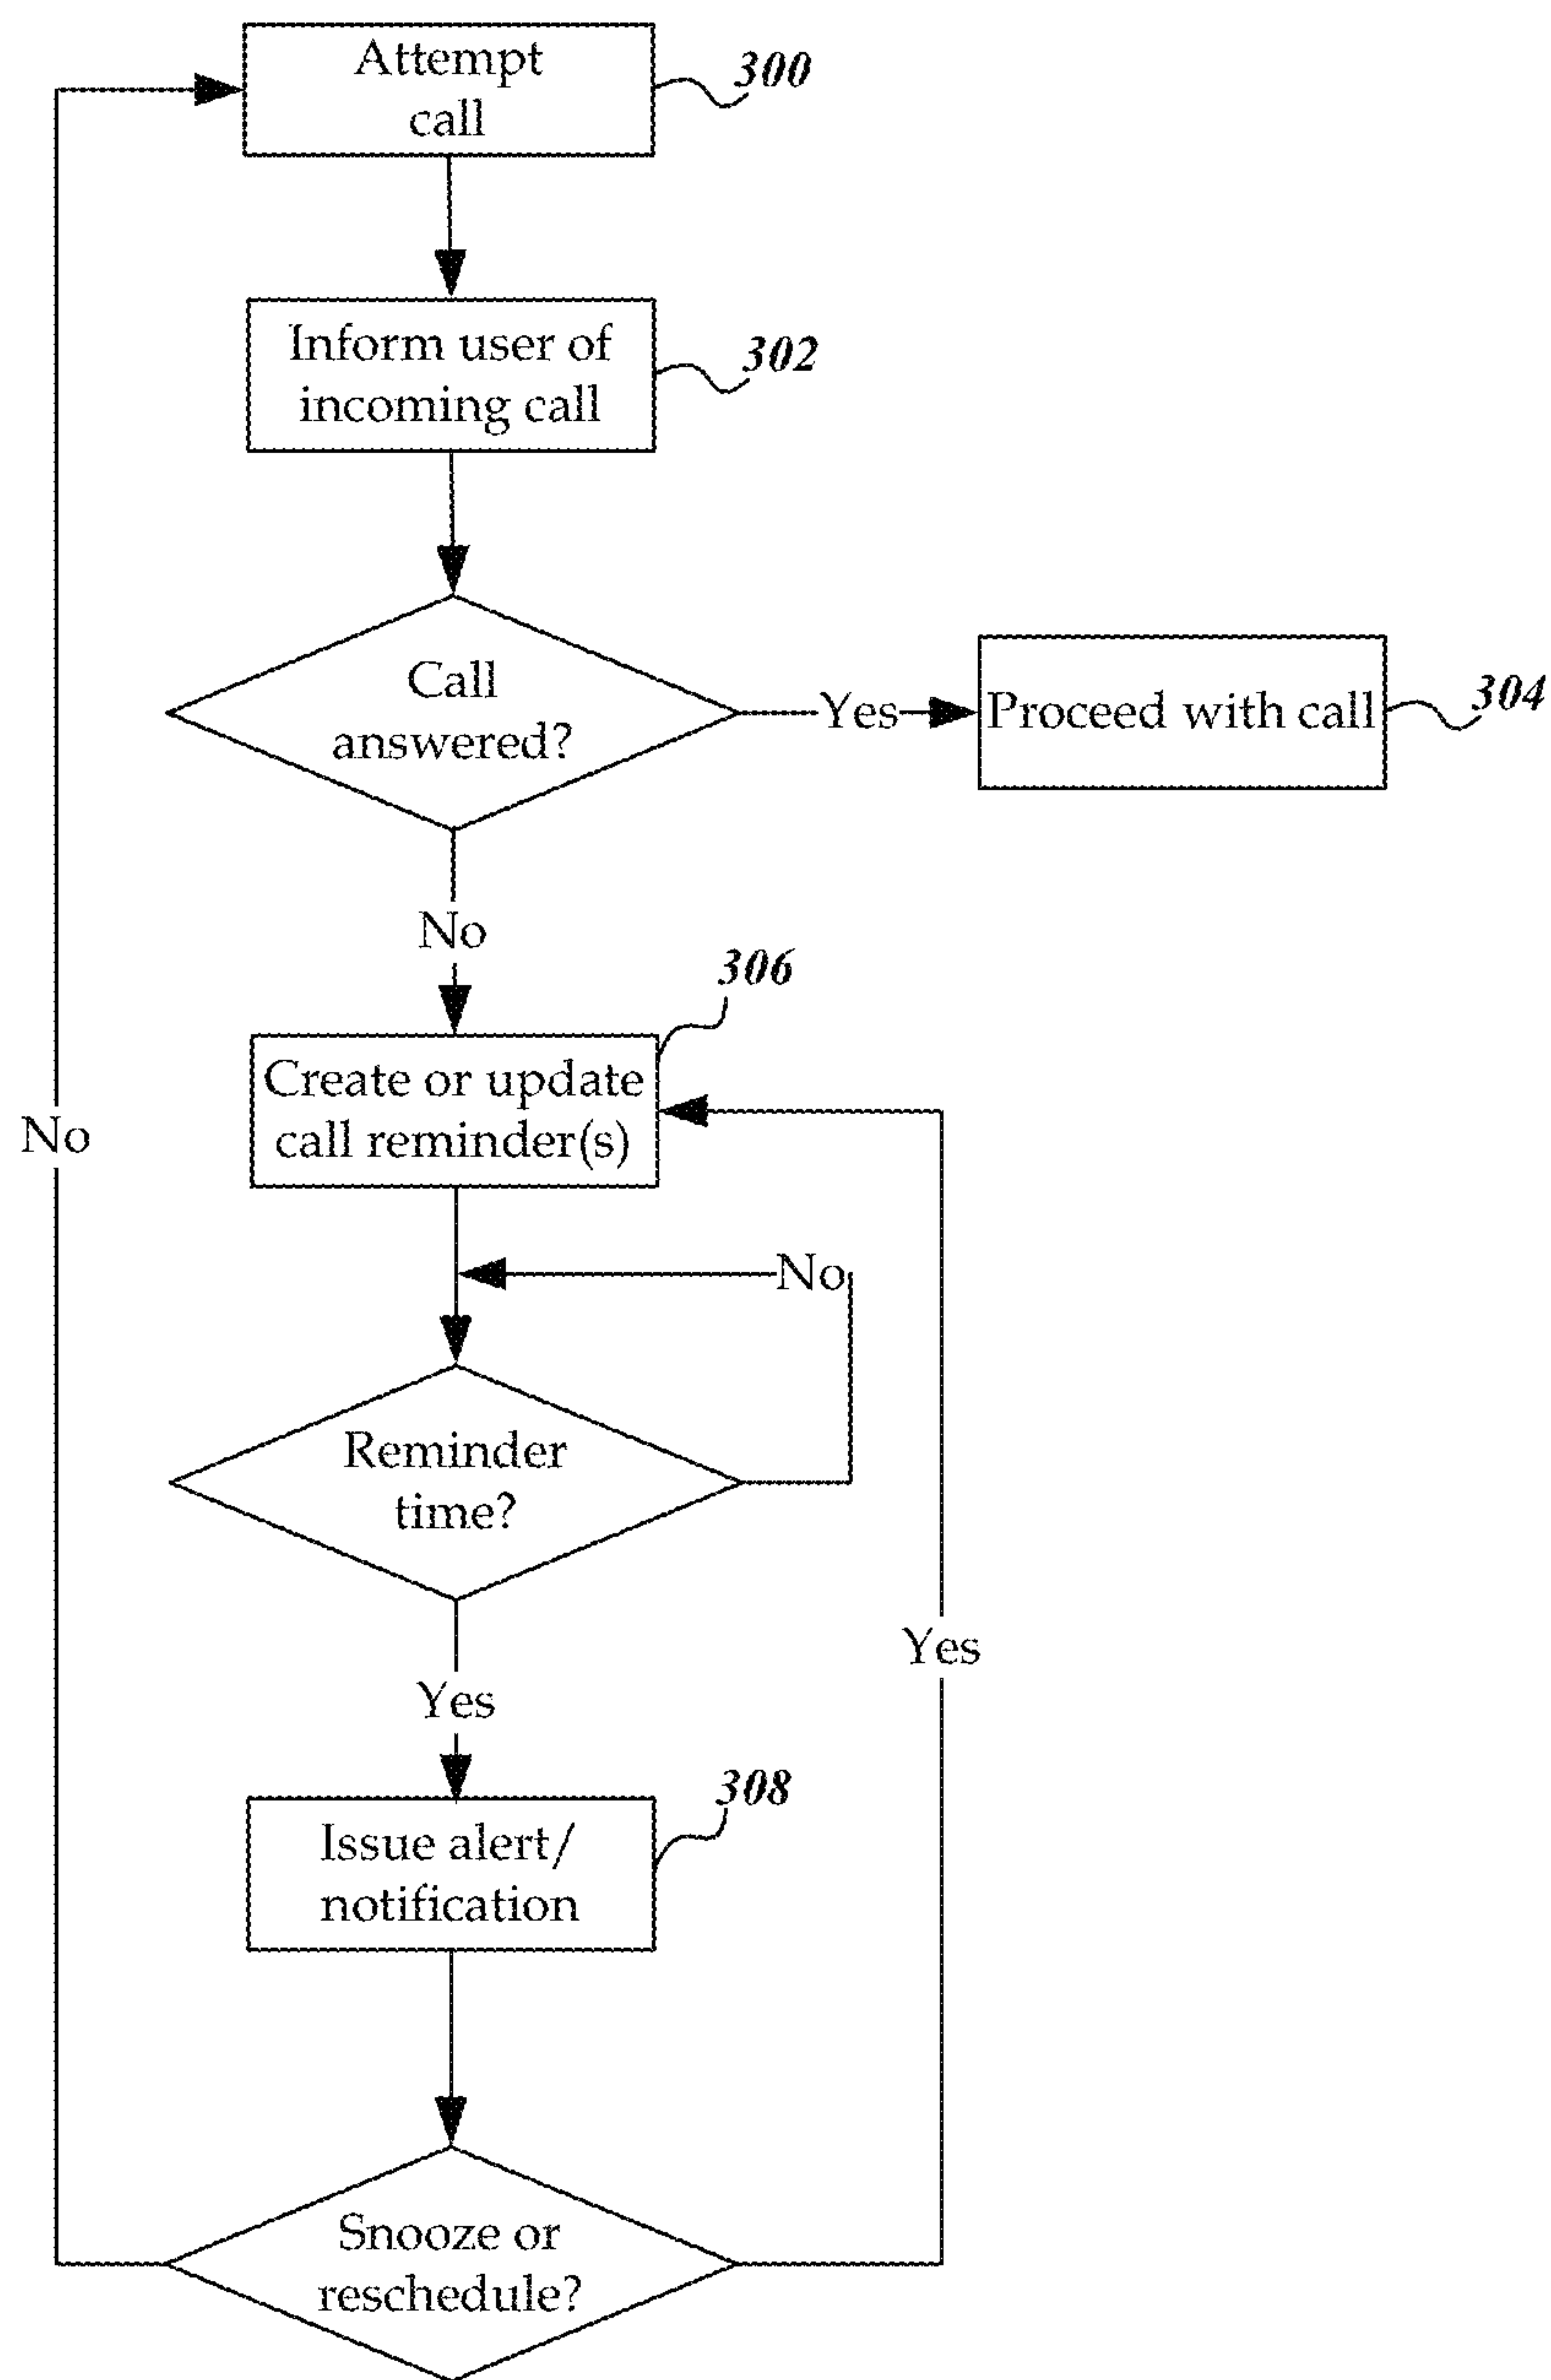 Attempt
call
300
Inform user of
incoming call
302
Call
answered?
Yes
Proceed with call
304
No
306
Create or update
call reminder(s)
No
No
Reminder
time?
Yes
Yes
308
Issue alert/
notification
Snooze or
reschedule?